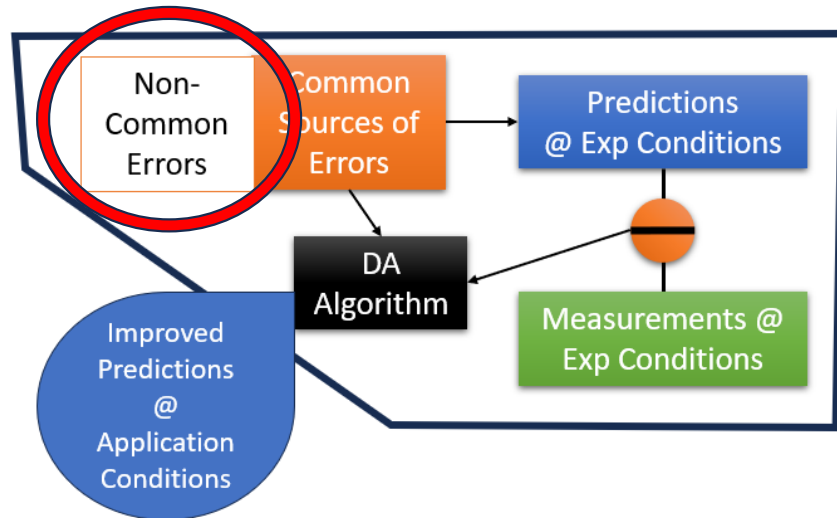 Non-
Common
Errors
Common
Sources of
Errors
Predictions
@ Exp Conditions
DA
Algorithm
Measurements @
Exp Conditions
Improved
Predictions
@
Application
Conditions